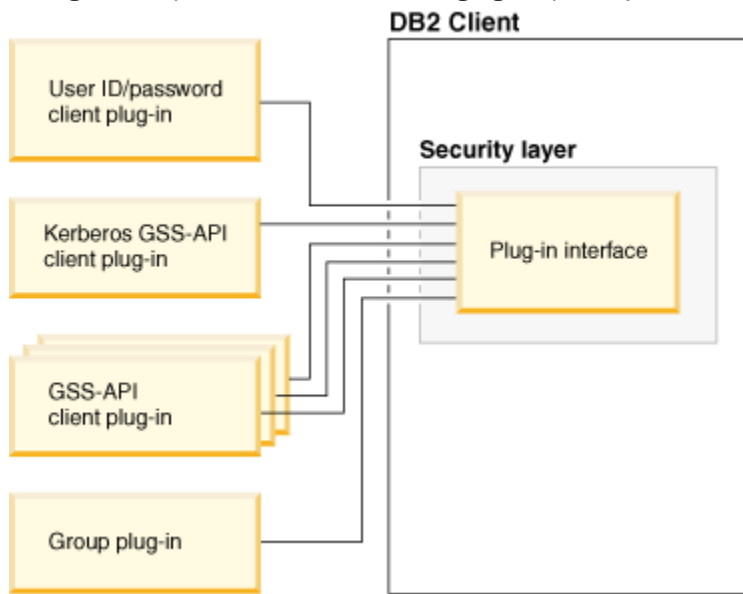 DB2 Client
User ID/password
client plug-in
Security layer
Kerberos GSS-API
client plug-in
Plug-in interface
GSS-API
client plug-in
Group plug-in